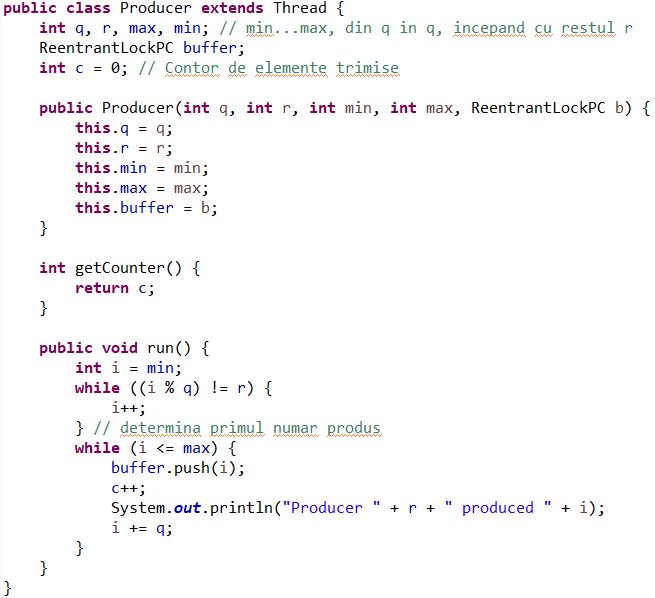 public class Producer extends Thread {
    int q, r, max, min; // min...max, din q in q, incepand cu restul r
    ReentrantLockPC buffer;
    int c = 0; // Contor de elemente trimise

    public Producer(int q, int r, int min, int max, ReentrantLockPC b) {
        this.q = q;
        this.r = r;
        this.min = min;
        this.max = max;
        this.buffer = b;
    }

    int getCounter() {
        return c;
    }

    public void run() {
        int i = min;
        while ((i % q) != r) {
            i++;
        } // determina primul numar produs
        while (i <= max) {
            buffer.push(i);
            c++;
            System.out.println("Producer " + r + " produced " + i);
            i += q;
        }
    }
}